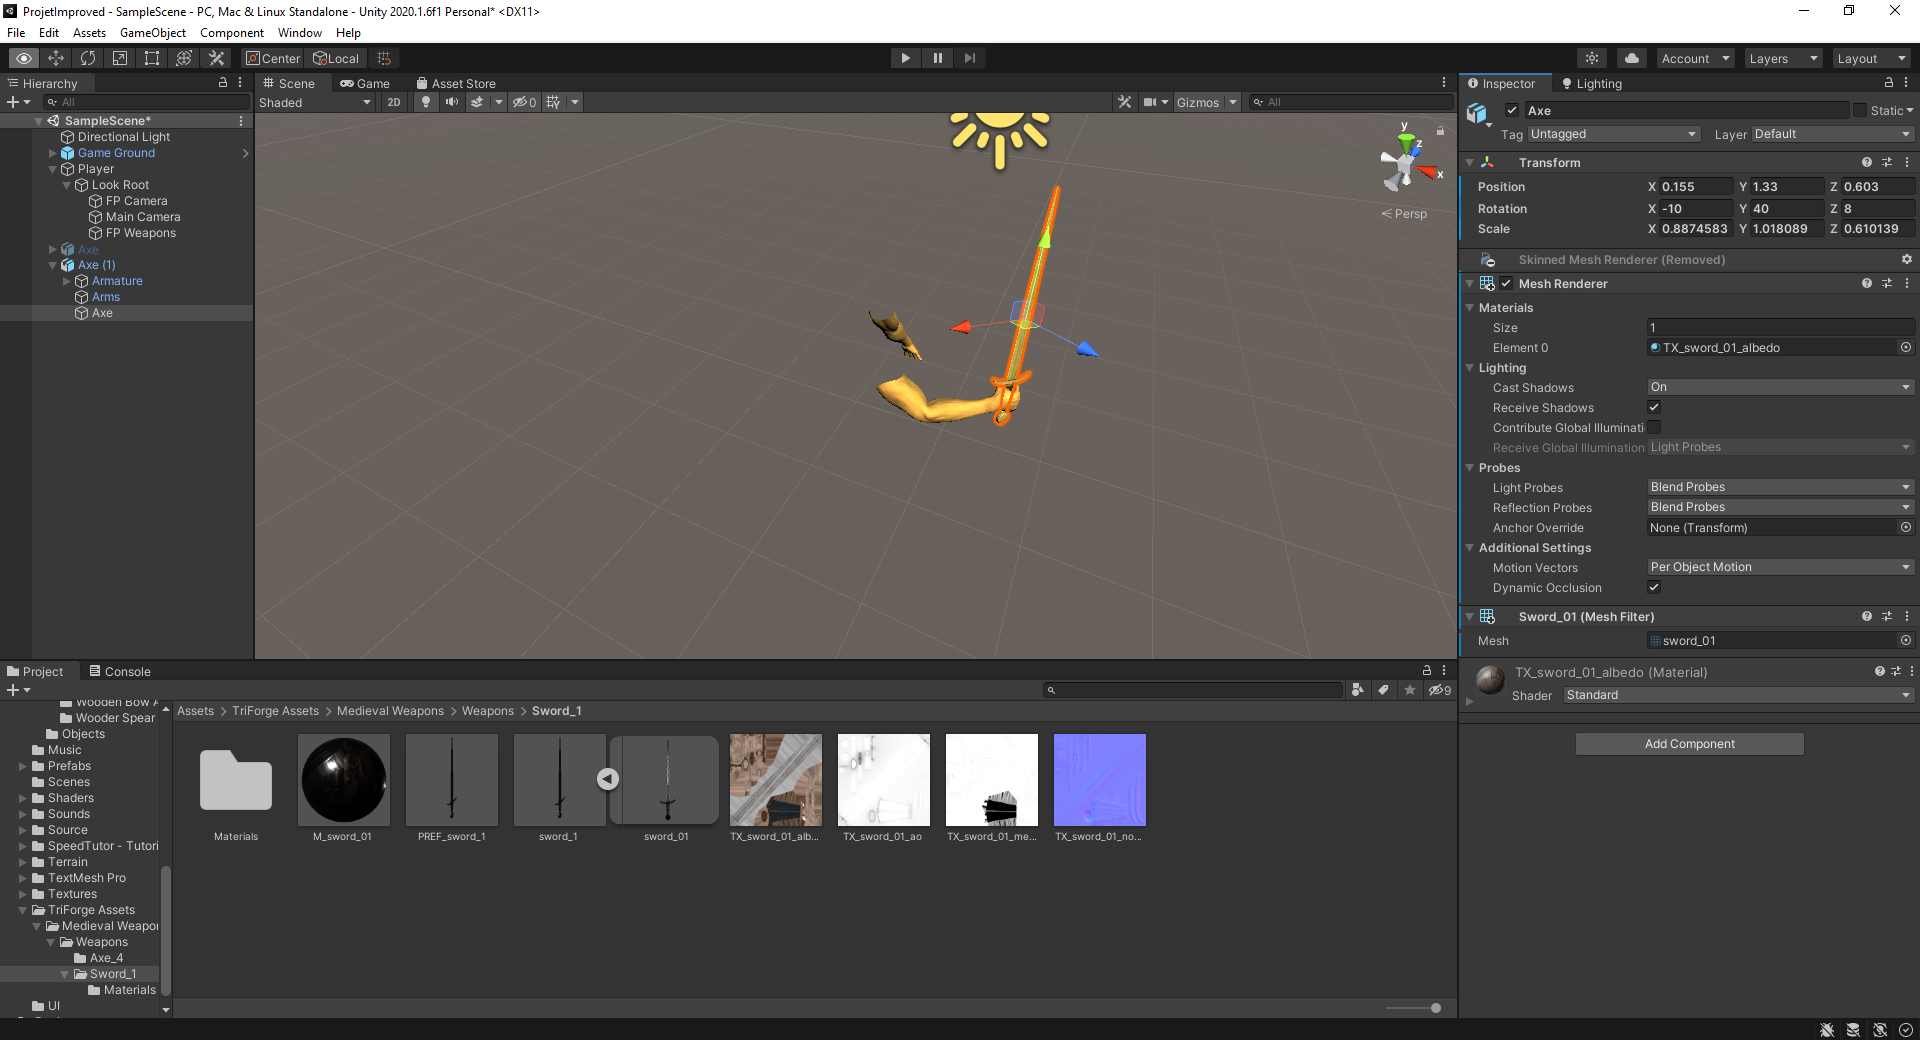 ProjetImproved - SampleScene - PC, Mac & Linux Standalone - Unity 2020.1.6f1 Personal* <DX11>
File Edit Assets GameObject Component Window Help
Center Local Account Layers Layout
Hierarchy
All
SampleScene*
Directional Light
Game Ground
Player
Look Root
FP Camera
Main Camera
FP Weapons
Axe
Axe (1)
Armature
Arms
Axe
Scene Game Asset Store
Shaded 2D 0 Gizmos All
y
z
x
Persp
Inspector Lighting
Axe Static
Tag Untagged Layer Default
Transform
Position X 0.155 Y 1.33 Z 0.603
Rotation X -10 Y 40 Z 8
Scale X 0.8874583 Y 1.018089 Z 0.610139
Skinned Mesh Renderer (Removed)
Mesh Renderer
Materials
Size 1
Element 0 TX_sword_01_albedo
Lighting
Cast Shadows On
Receive Shadows
Contribute Global Illuminati
Receive Global Illumination Light Probes
Probes
Light Probes Blend Probes
Reflection Probes Blend Probes
Anchor Override None (Transform)
Additional Settings
Motion Vectors Per Object Motion
Dynamic Occlusion
Sword_01 (Mesh Filter)
Mesh sword_01
TX_sword_01_albedo (Material)
Shader Standard
Add Component
Project Console
9
Wooden Bow A
Wooder Spear
Objects
Music
Prefabs
Scenes
Shaders
Sounds
Source
SpeedTutor - Tutori
Terrain
TextMesh Pro
Textures
TriForge Assets
Medieval Weapon
Weapons
Axe_4
Sword_1
Materials
UI
Assets > TriForge Assets > Medieval Weapons > Weapons > Sword_1
Materials M_sword_01 PREF_sword_1 sword_1 sword_01 TX_sword_01_alb... TX_sword_01_ao TX_sword_01_me... TX_sword_01_no...